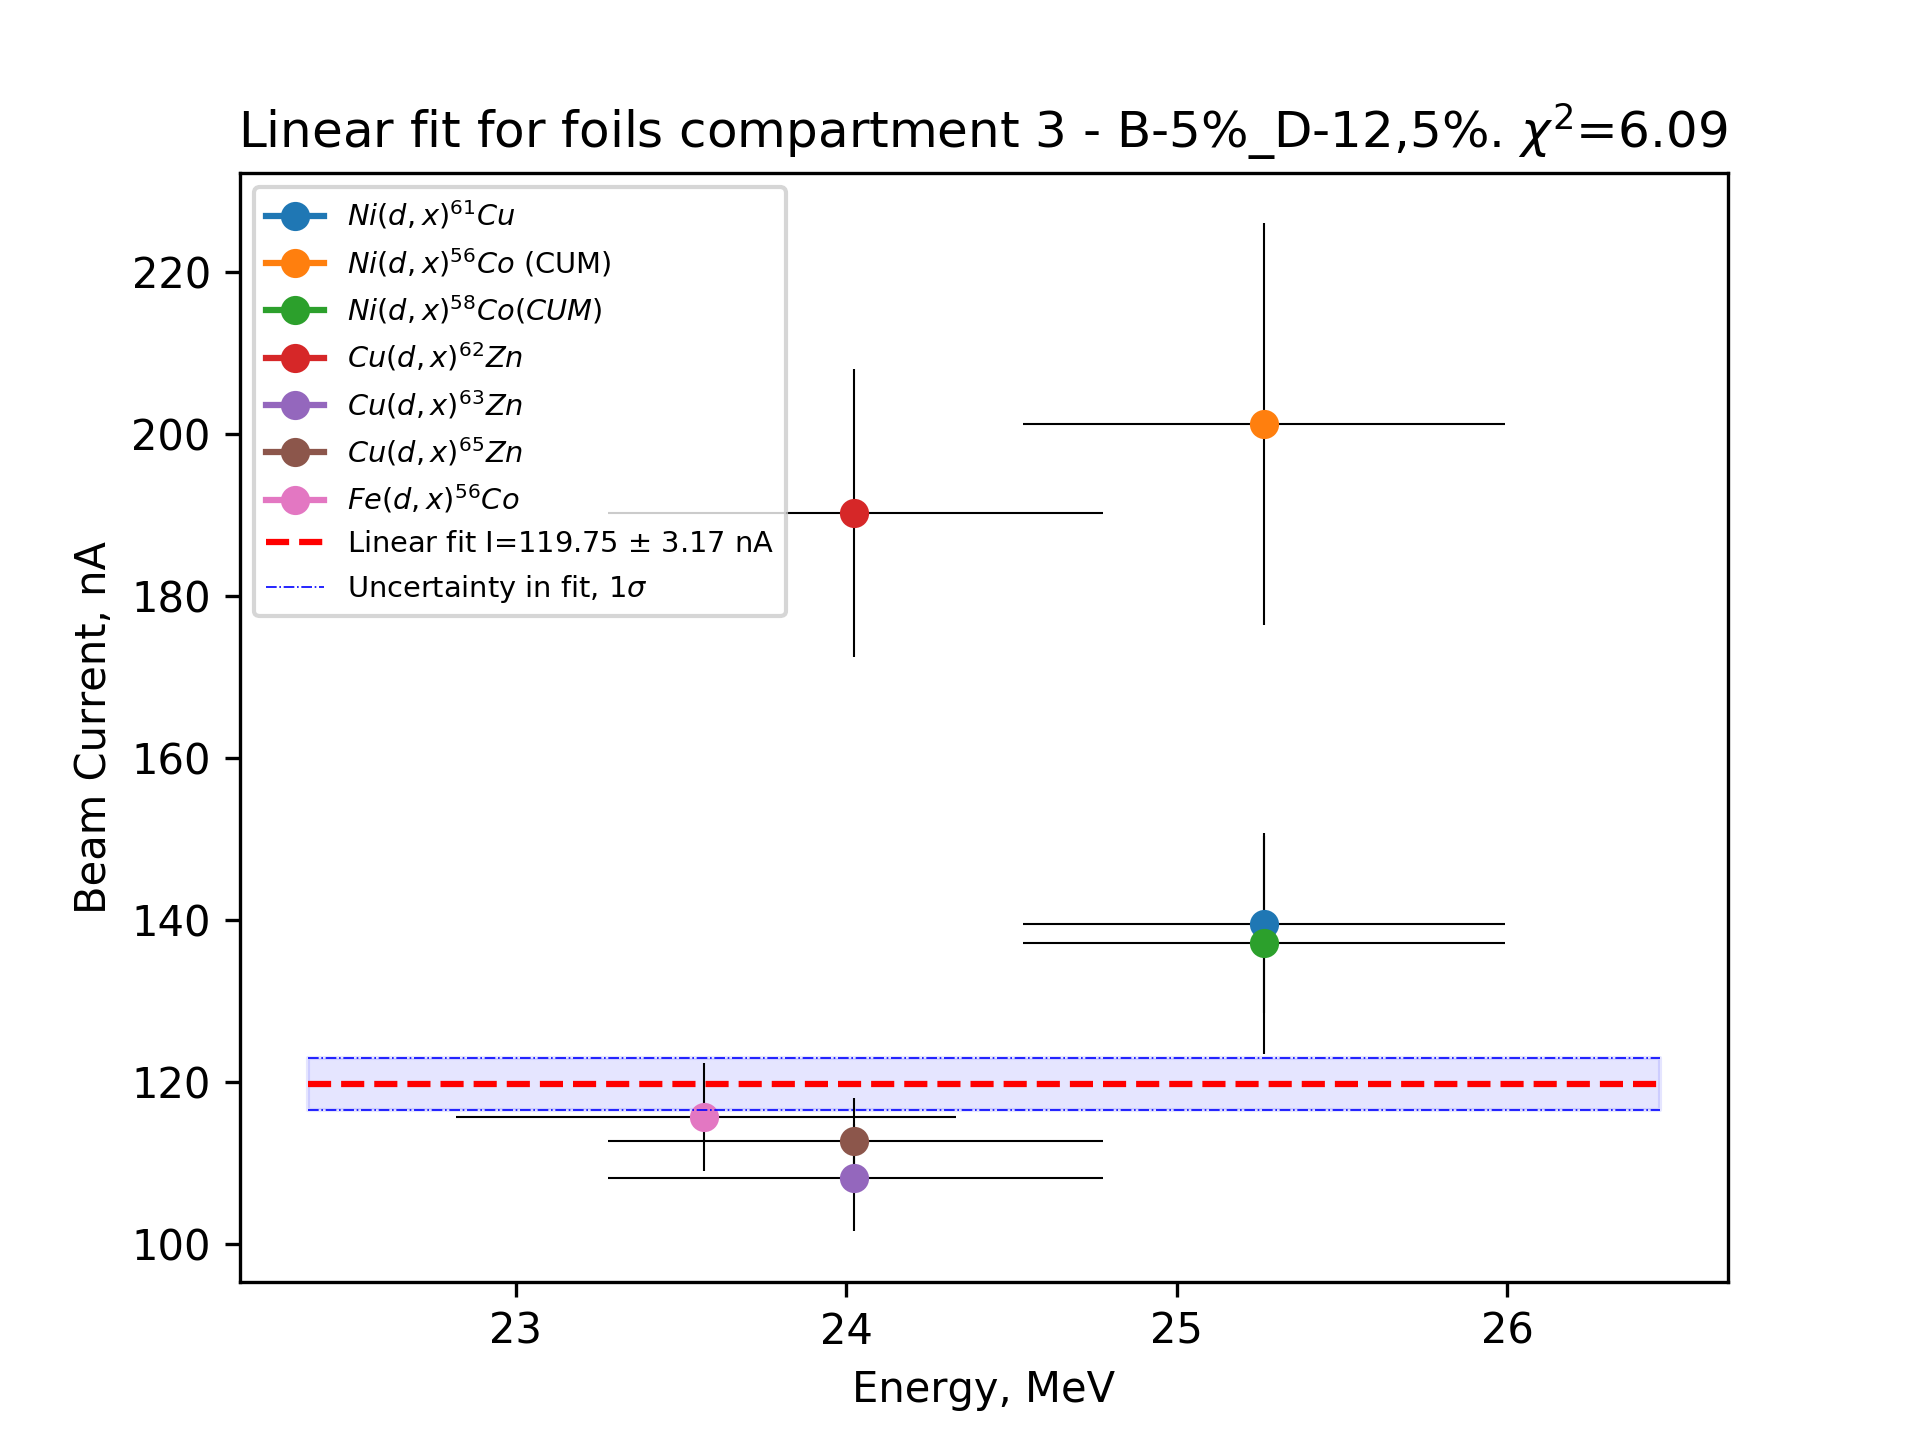 Linear fit for foils compartment 3 - B-5%_D-12,5%. χ²=6.09
Ni(d, x)⁶¹Cu
Ni(d, x)⁵⁶Co (CUM)
Ni(d, x)⁵⁸Co(CUM)
Cu(d, x)⁶²Zn
Cu(d, x)⁶³Zn
Cu(d, x)⁶⁵Zn
Fe(d, x)⁵⁶Co
Linear fit I=119.75 ± 3.17 nA
Uncertainty in fit, 1σ
Beam Current, nA
220
200
180
160
140
120
100
23 24 25 26
Energy, MeV